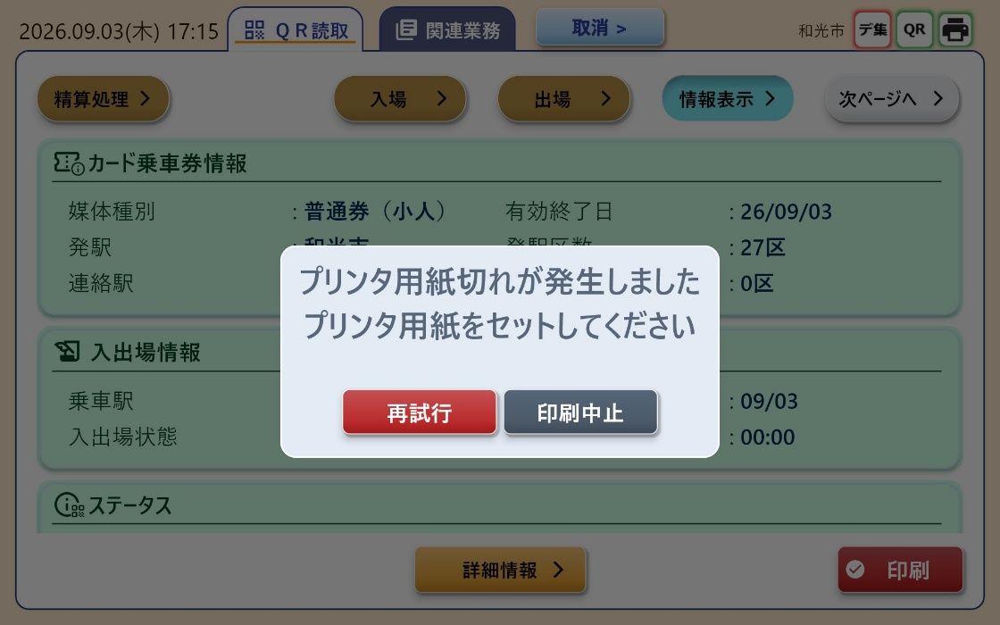 2026.09.03(木) 17:15 QR読取 関連業務 取消 > 和光市 デ集 QR
精算処理 入場 出場 情報表示 次ページへ
カード乗車券情報
媒体種別 : 普通券（小人） 有効終了日 : 26/09/03
発駅 : 和光市 発駅区数 : 27区
連絡駅 : 0区
プリンタ用紙切れが発生しました
プリンタ用紙をセットしてください
再試行 印刷中止
入出場情報
乗車駅 : 09/03
入出場状態 : 00:00
ステータス
詳細情報 印刷